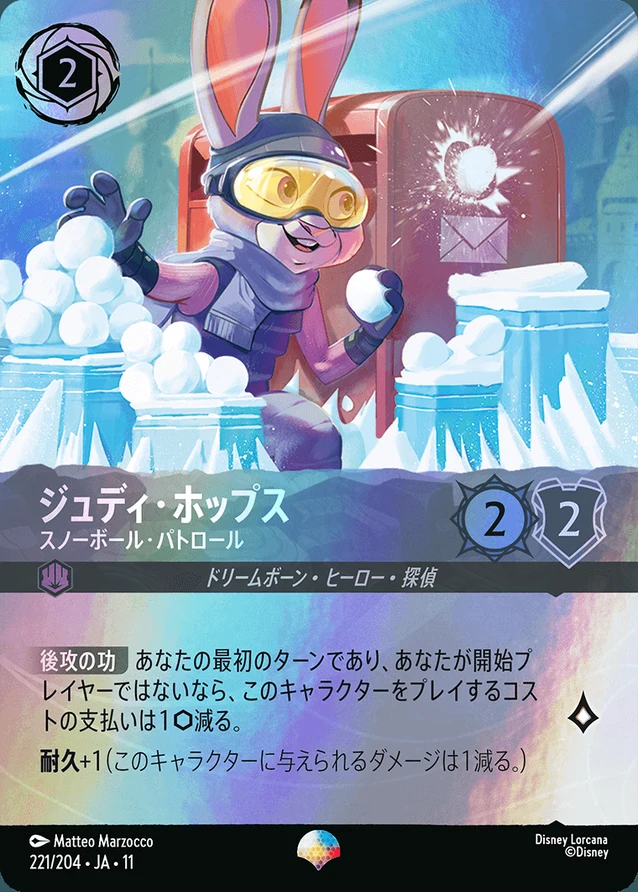 2
ジュディ・ホップス
スノーボール・パトロール
2
2
ドリームボーン・ヒーロー・探偵
後攻の功 あなたの最初のターンであり、あなたが開始プ
レイヤーではないなら、このキャラクターをプレイするコス
トの支払いは1⬡減る。
耐久+1(このキャラクターに与えられるダメージは1減る。)
Matteo Marzocco
221/204・JA・11
Disney Lorcana
©Disney